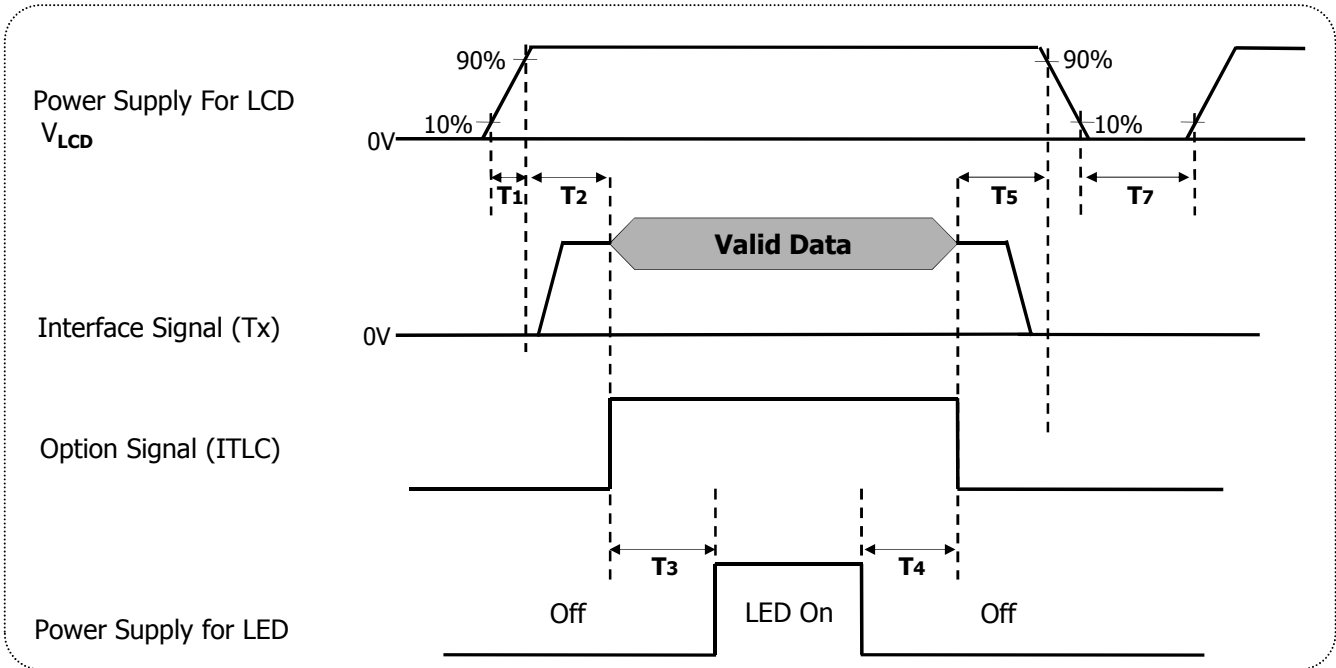 90%
90%
Power Supply For LCD
VLCD
10%
10%
0V
T1
T2
T5
T7
Valid Data
Interface Signal (Tx)
0V
Option Signal (ITLC)
T3
T4
Off
LED On
Off
Power Supply for LED